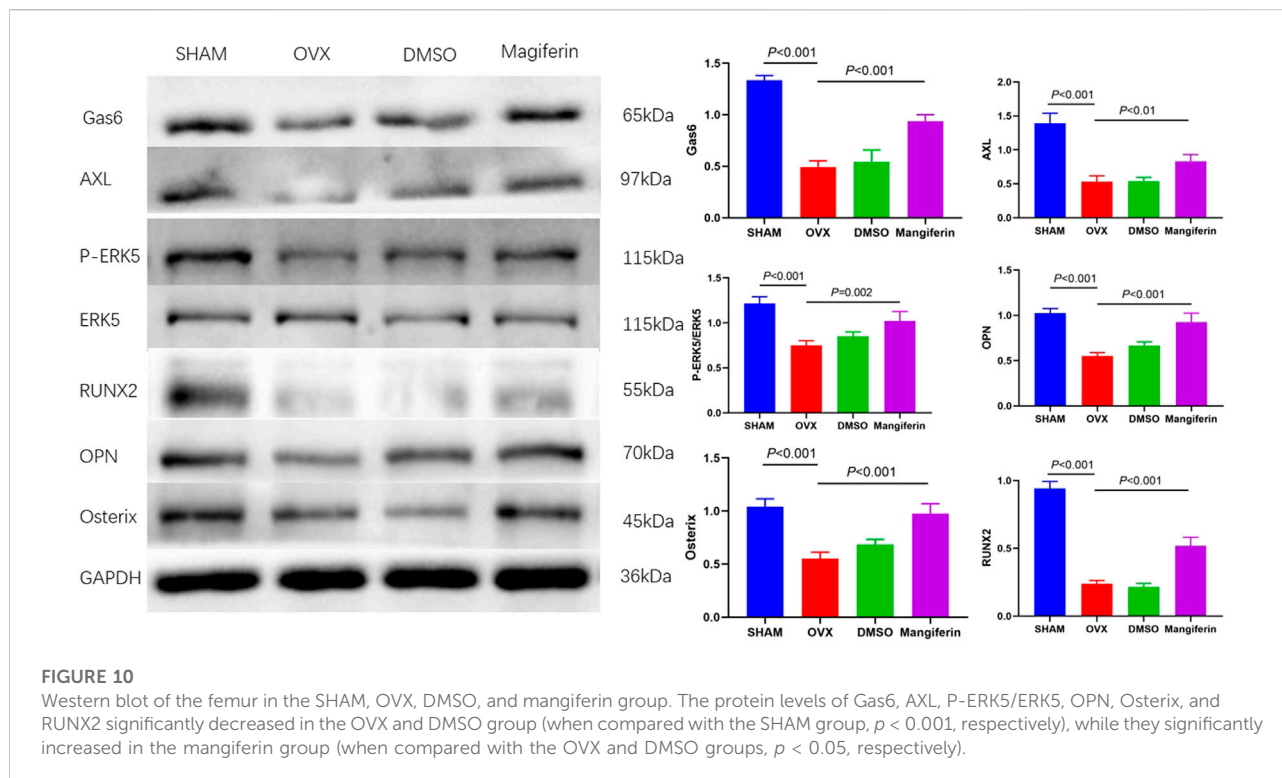 SHAM OVX DMSO Magiferin
Gas6 65kDa
AXL 97kDa
P-ERK5 115kDa
ERK5 115kDa
RUNX2 55kDa
OPN 70kDa
Osterix 45kDa
GAPDH 36kDa
P<0.001
P<0.001
1.5
1.0
0.5
0.0
Gas6
SHAM OVX DMSO Mangiferin
P<0.001
P<0.01
2.0
1.5
1.0
0.5
0.0
AXL
SHAM OVX DMSO Mangiferin
P<0.001
P=0.002
1.5
1.0
0.5
0.0
P-ERK5/ERK5
SHAM OVX DMSO Mangiferin
P<0.001
P<0.001
1.5
1.0
0.5
0.0
OPN
SHAM OVX DMSO Mangiferin
P<0.001
P<0.001
1.5
1.0
0.5
0.0
Osterix
SHAM OVX DMSO Mangiferin
P<0.001
P<0.001
1.0
0.5
0.0
RUNX2
SHAM OVX DMSO Mangiferin
FIGURE 10
Western blot of the femur in the SHAM, OVX, DMSO, and mangiferin group. The protein levels of Gas6, AXL, P-ERK5/ERK5, OPN, Osterix, and
RUNX2 significantly decreased in the OVX and DMSO group (when compared with the SHAM group, p < 0.001, respectively), while they significantly
increased in the mangiferin group (when compared with the OVX and DMSO groups, p < 0.05, respectively).